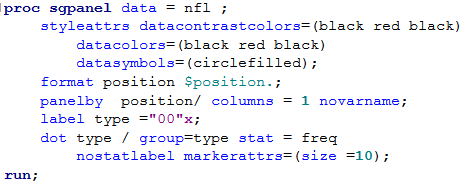 proc sgpanel data = nfl ;
styleattrs datacontrastcolors=(black red black)
datacolors=(black red black)
datasymbols=(circlefilled);
format position $position.;
panelby  position/ columns = 1 novarname;
label type ="00"x;
dot type / group=type stat = freq
nostatlabel markerattrs=(size =10);
run;